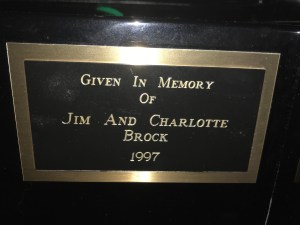 Given In Memory
Of
Jim And Charlotte
Brock
1997